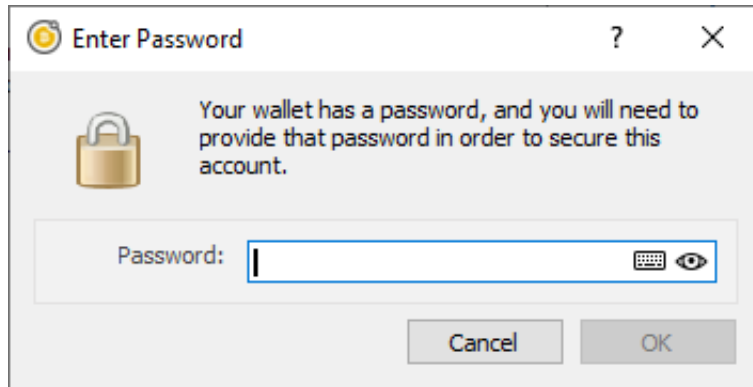 Enter Password
?
Your wallet has a password, and you will need to
provide that password in order to secure this
account.
Password:
Cancel
OK